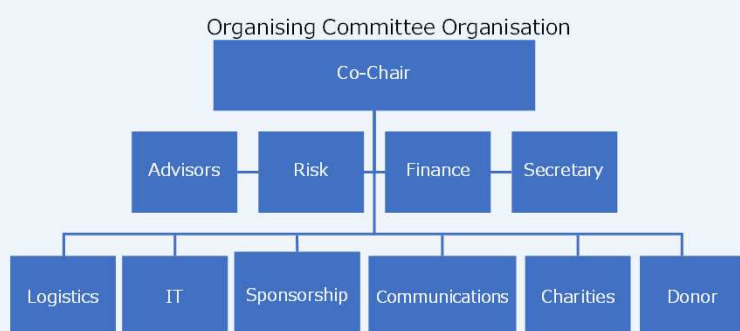 Organising Committee Organisation
Co-Chair
Advisors
Risk
Finance
Secretary
Logistics
IT
Sponsorship
Communications
Charities
Donor